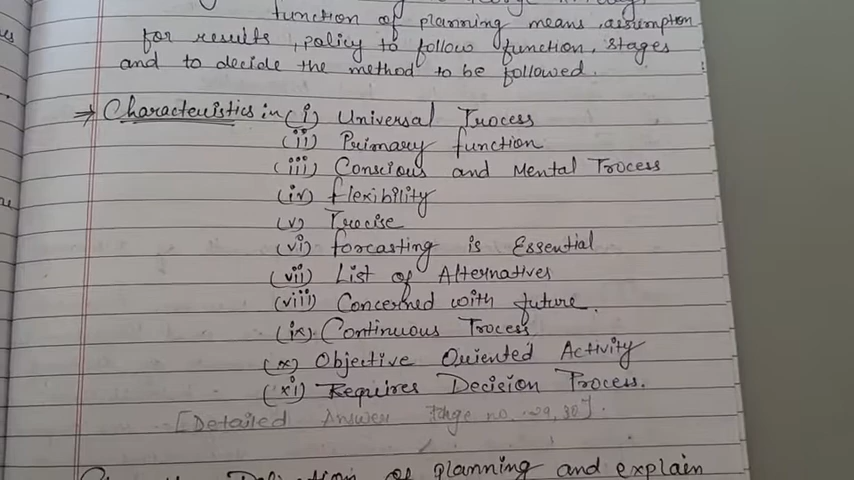 function of planning means, assumption
for results, policy to follow function, stages
and to decide the method to be followed.
⇒ Characteristics in (i) Universal Process
(ii) Primary function
(iii) Conscious and Mental Process
(iv) flexibility
(v) Precise
(vi) forcasting is Essential
(vii) List of Alternatives
(viii) Concerned with future.
(ix) Continuous Process
(x) Objective Oriented Activity
(xi) Requires Decision Process.
[Detailed Answer Page no. 29, 30].
of planning and explain